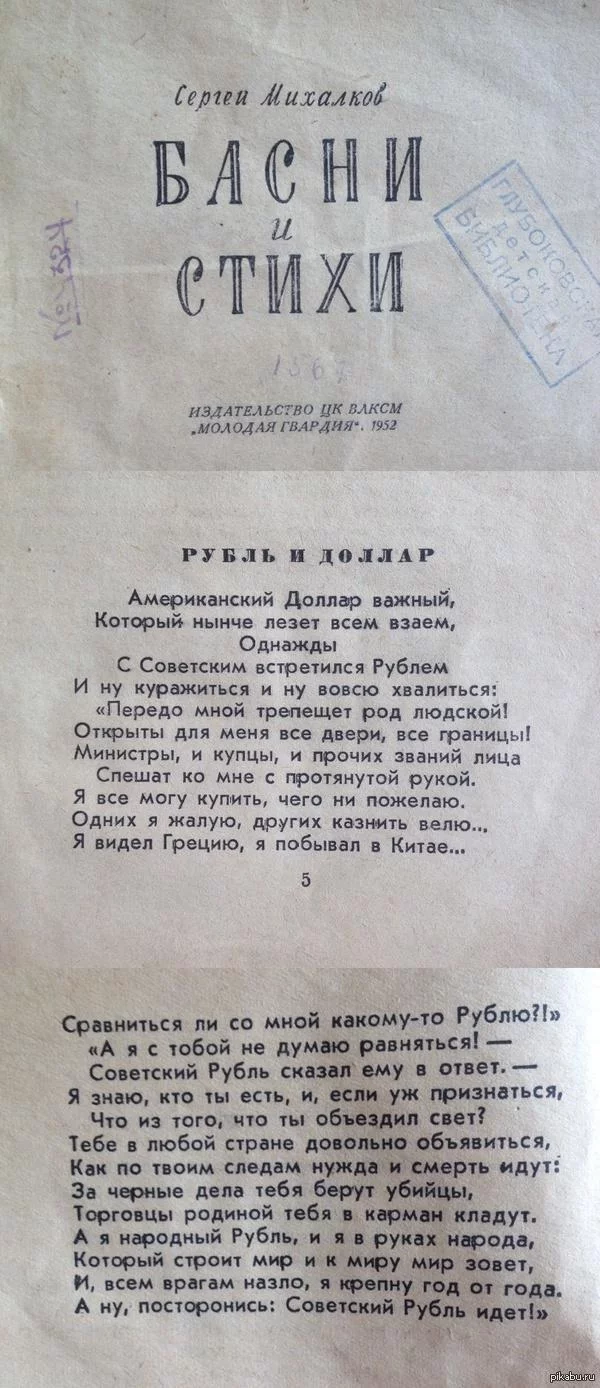 Сергей Михалков
БАСНИ
и
СТИХИ
ГЛУБОКОВСКАЯ
детская
БИБЛИОТЕКА
1567
ИЗДАТЕЛЬСТВО ЦК ВЛКСМ
„МОЛОДАЯ ГВАРДИЯ“. 1952
РУБЛЬ И ДОЛЛАР
Американский Доллар важный,
Который нынче лезет всем взаем,
Однажды
С Советским встретился Рублем
И ну куражиться и ну вовсю хвалиться:
«Передо мной трепещет род людской!
Открыты для меня все двери, все границы!
Министры, и купцы, и прочих званий лица
Спешат ко мне с протянутой рукой.
Я все могу купить, чего ни пожелаю.
Одних я жалую, других казнить велю...
Я видел Грецию, я побывал в Китае...
5
Сравниться ли со мной какому-то Рублю?!»
«А я с тобой не думаю равняться! —
Советский Рубль сказал ему в ответ. —
Я знаю, кто ты есть, и, если уж признаться,
Что из того, что ты объездил свет?
Тебе в любой стране довольно объявиться,
Как по твоим следам нужда и смерть идут:
За черные дела тебя берут убийцы,
Торговцы родиной тебя в карман кладут.
А я народный Рубль, и я в руках народа,
Который строит мир и к миру мир зовет,
И, всем врагам назло, я крепну год от года.
А ну, посторонись: Советский Рубль идет!»
pikabu.ru